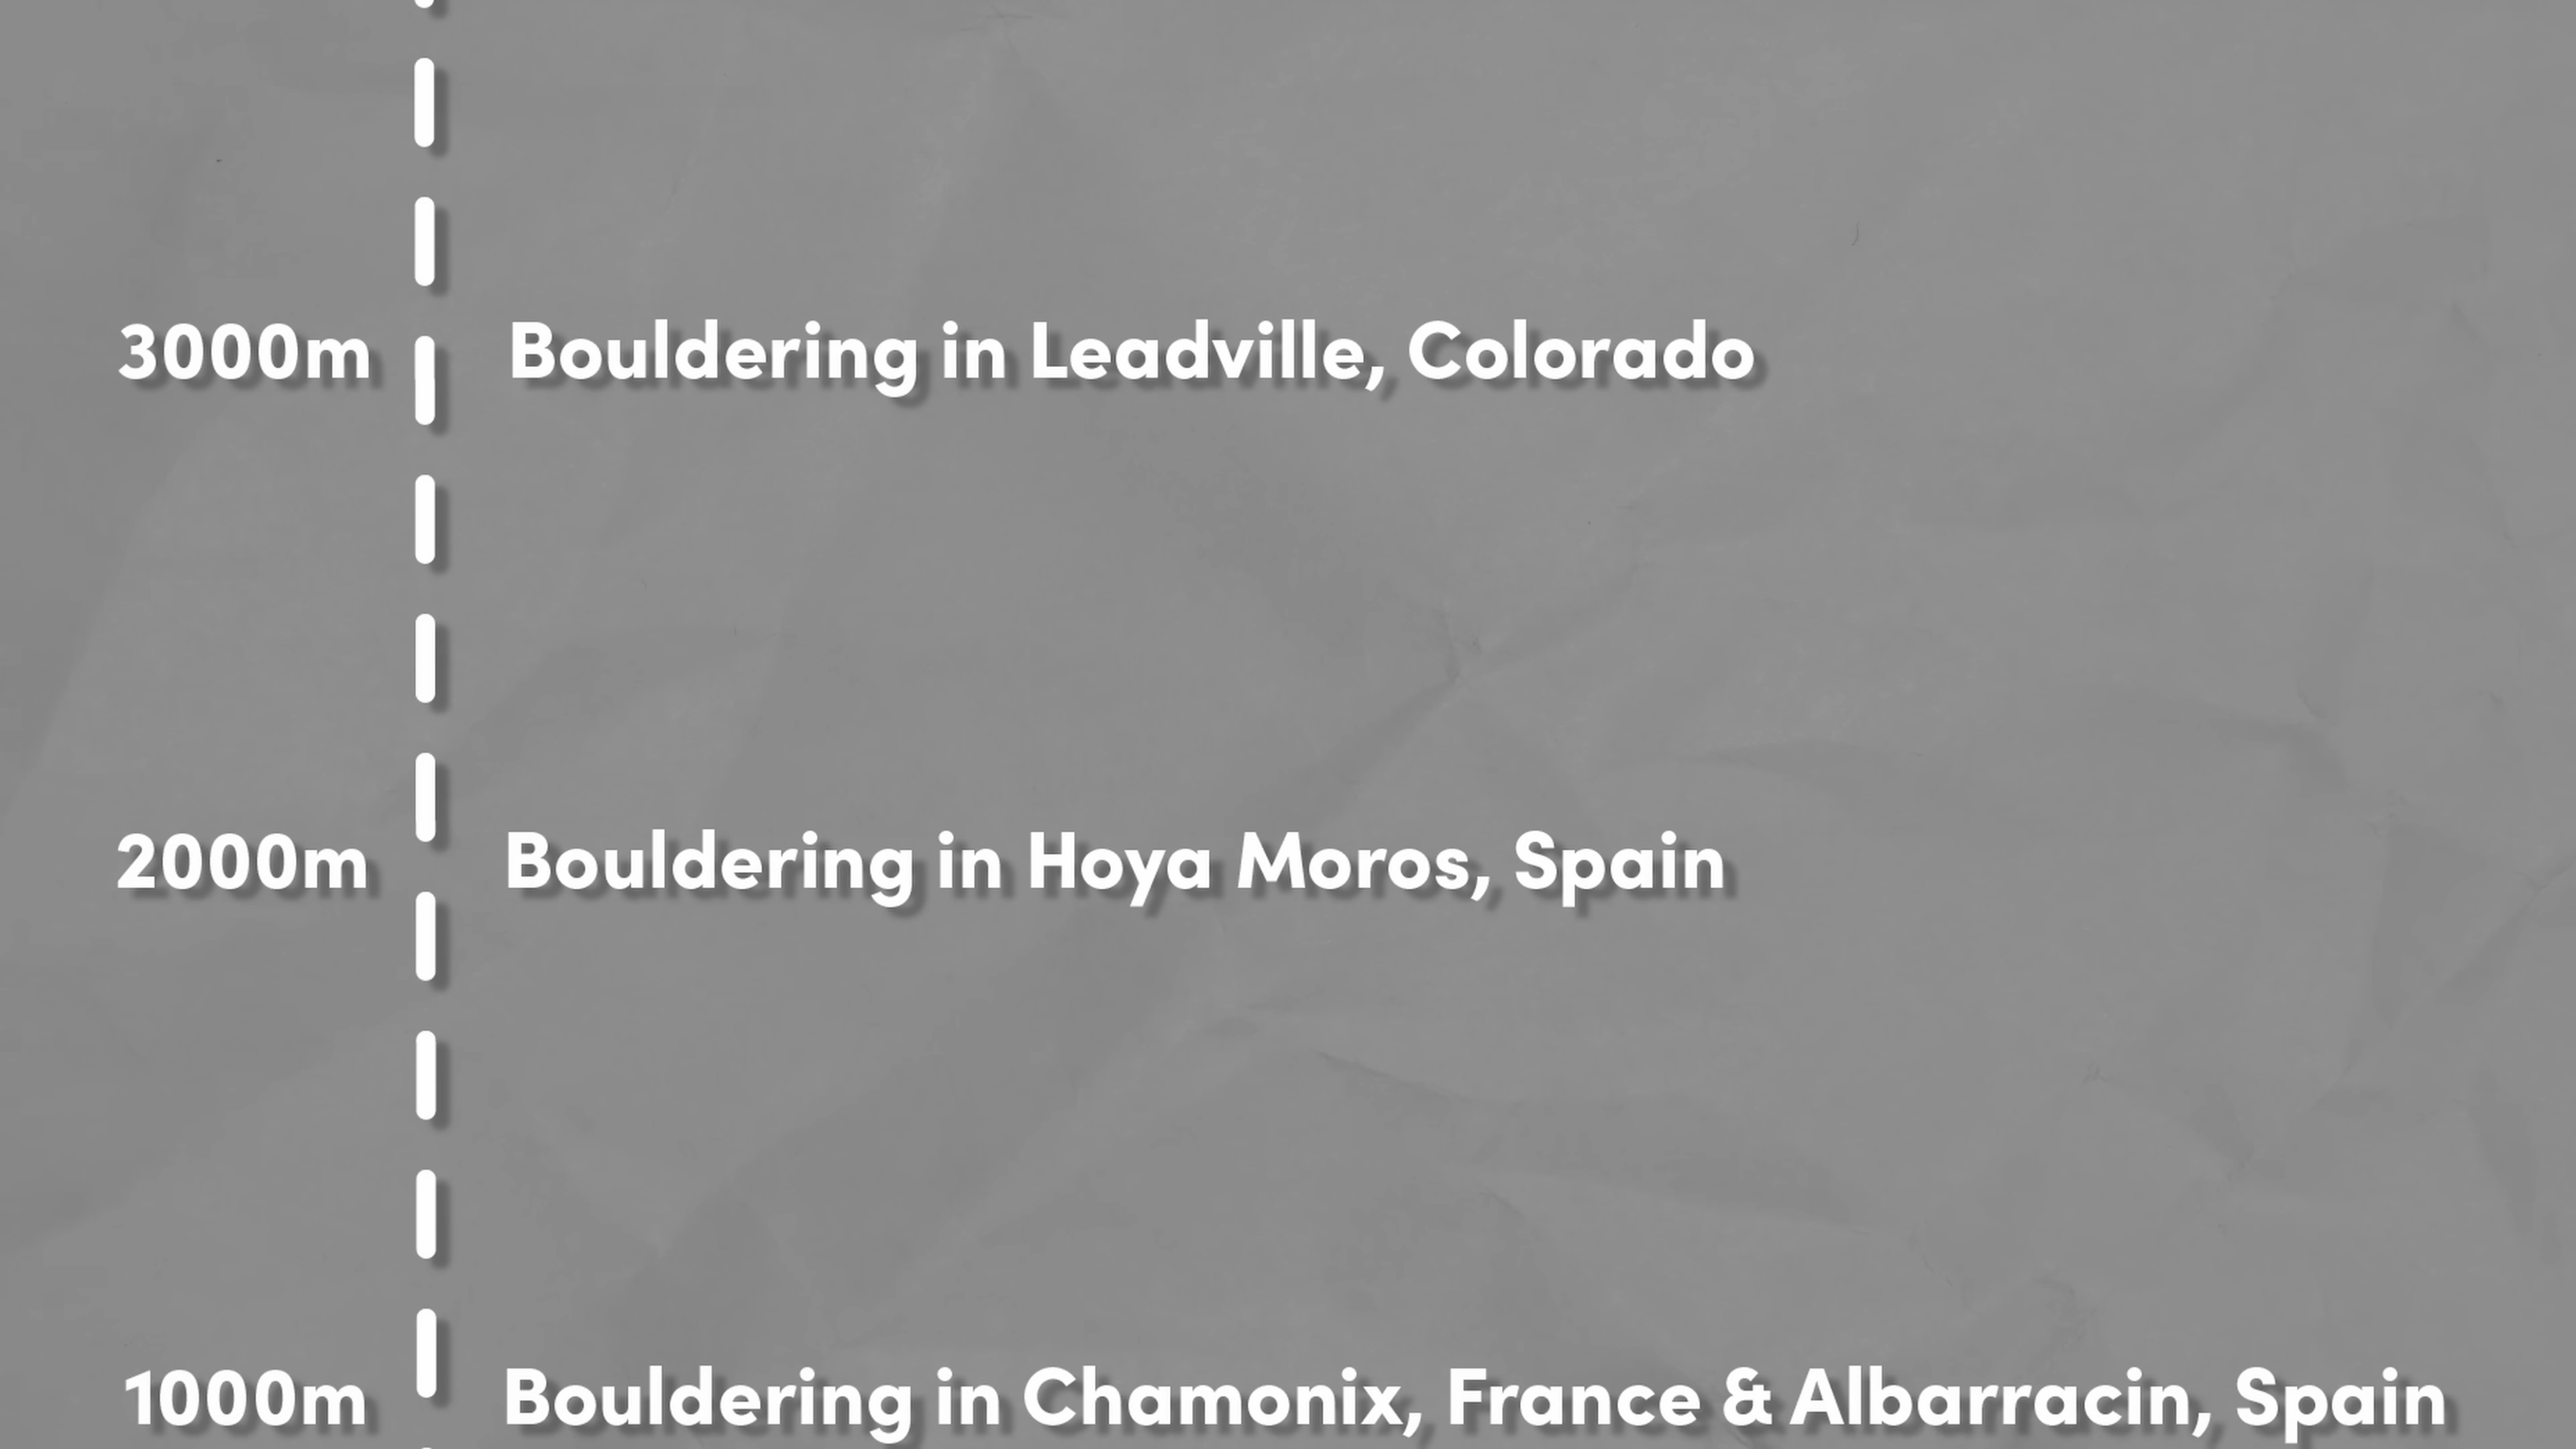 3000m Bouldering in Leadville, Colorado
2000m Bouldering in Hoya Moros, Spain
1000m Bouldering in Chamonix, France & Albarracin, Spain